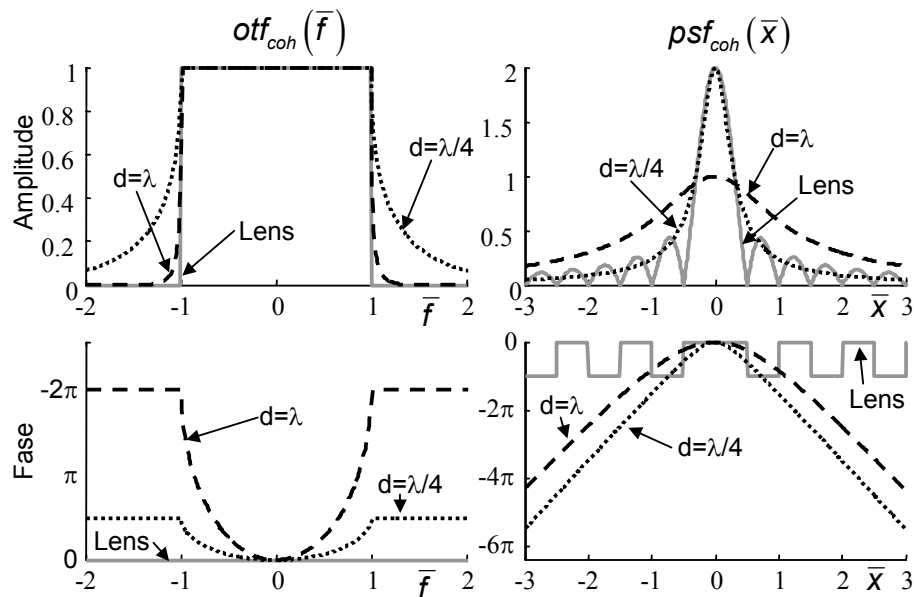 otf_coh (f̅)
psf_coh (x̅)
Amplitude
1
0.8
0.6
0.4
0.2
0
d=λ
d=λ/4
Lens
-2 -1 0 1 2
f̅
2
1.5
1
0.5
0
d=λ
d=λ/4
Lens
-3 -2 -1 0 1 2 3
x̅
Fase
-2π
π
0
d=λ
d=λ/4
Lens
-2 -1 0 1 2
f̅
0
-2π
-4π
-6π
d=λ
d=λ/4
Lens
-3 -2 -1 0 1 2 3
x̅